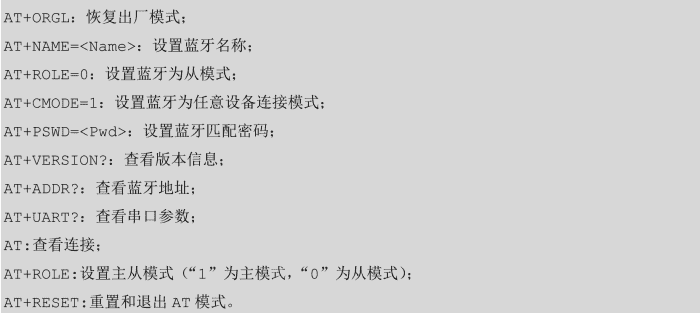 AT+ORGL：恢复出厂模式；
AT+NAME=<Name>：设置蓝牙名称；
AT+ROLE=0：设置蓝牙为从模式；
AT+CMODE=1：设置蓝牙为任意设备连接模式；
AT+PSWD=<Pwd>：设置蓝牙匹配密码；
AT+VERSION?：查看版本信息；
AT+ADDR?：查看蓝牙地址；
AT+UART?：查看串口参数；
AT:查看连接；
AT+ROLE:设置主从模式（“1”为主模式，“0”为从模式）；
AT+RESET:重置和退出 AT 模式。